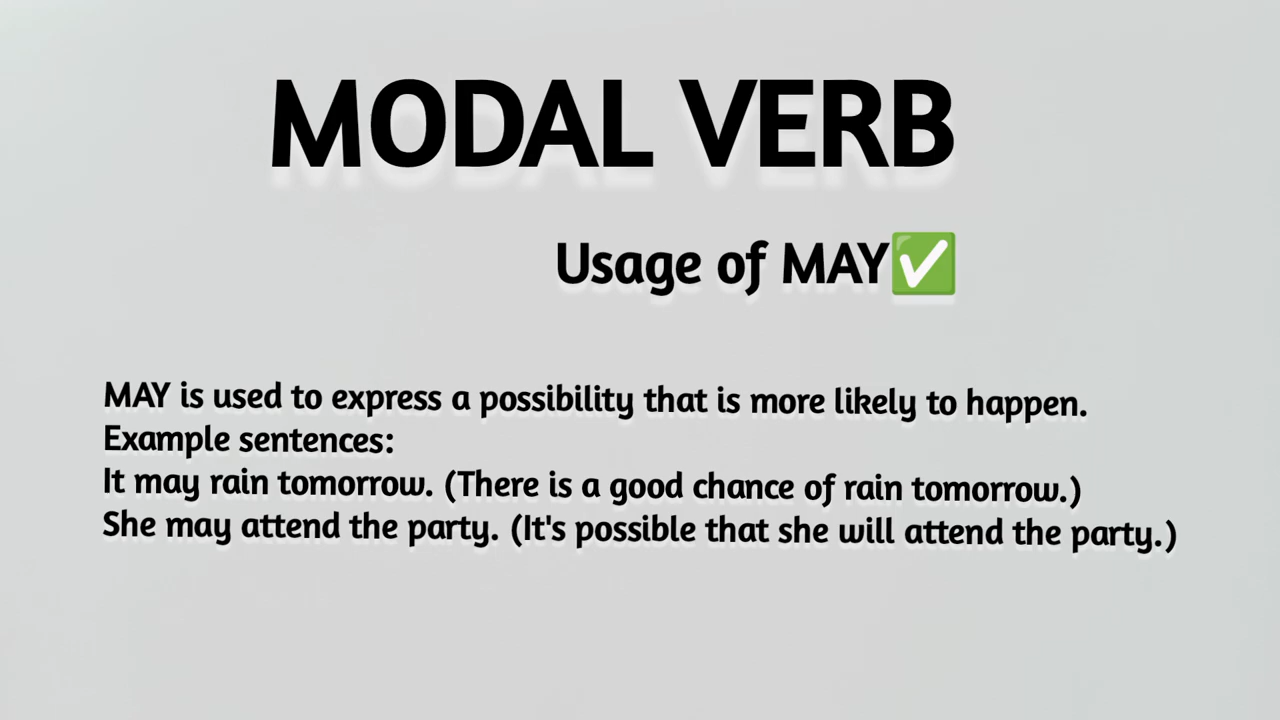 MODAL VERB
Usage of MAY✅
MAY is used to express a possibility that is more likely to happen.
Example sentences:
It may rain tomorrow. (There is a good chance of rain tomorrow.)
She may attend the party. (It's possible that she will attend the party.)